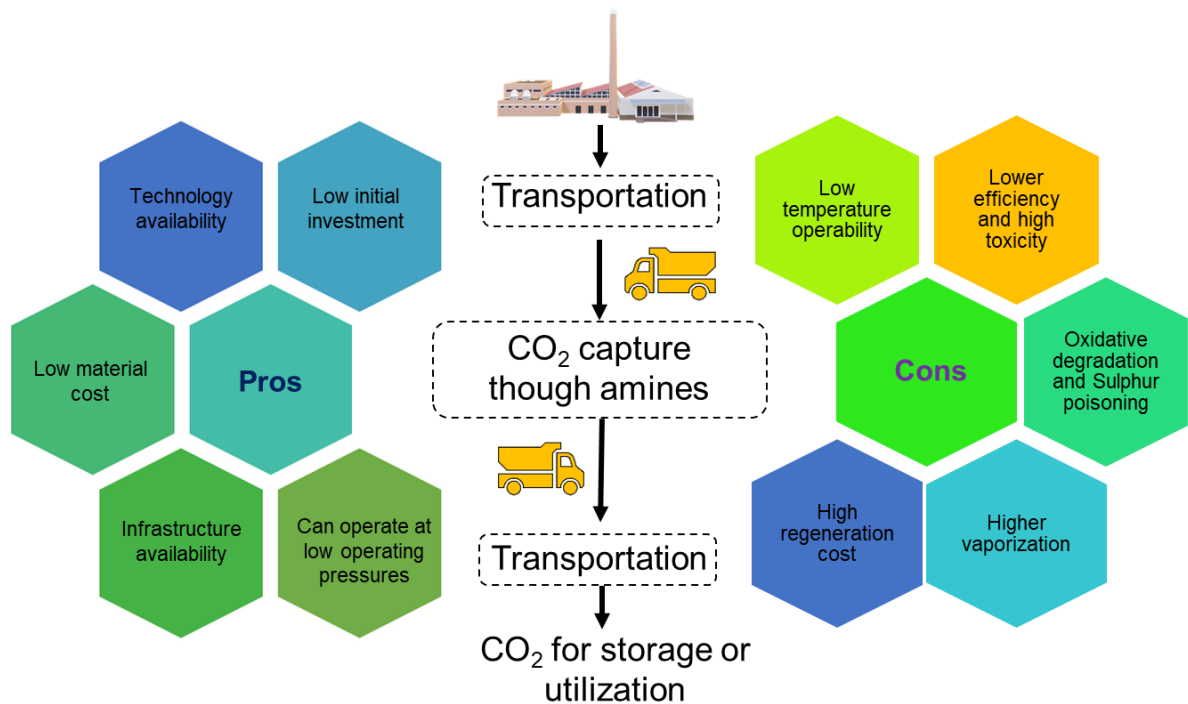 Technology
availability
Low initial
investment
Low material
cost
Pros
Infrastructure
availability
Can operate at
low operating
pressures
Transportation
CO₂ capture
though amines
Transportation
CO₂ for storage or
utilization
Low
temperature
operability
Lower
efficiency
and high
toxicity
Cons
Oxidative
degradation
and Sulphur
poisoning
High
regeneration
cost
Higher
vaporization